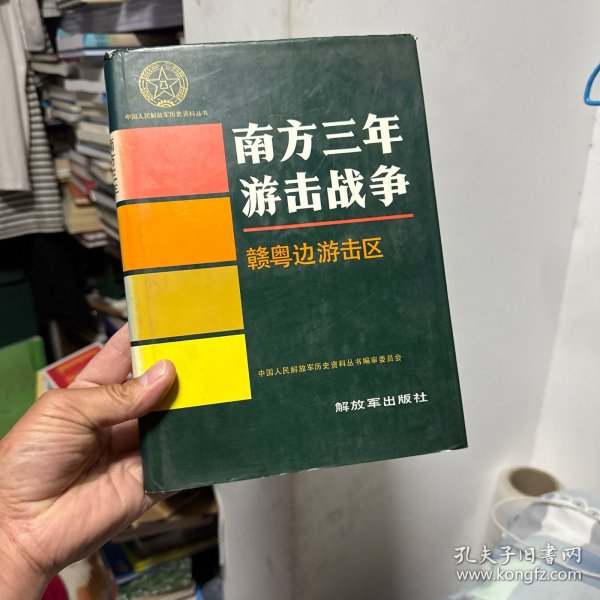 中国人民解放军历史资料丛书
南方三年
游击战争
赣粤边游击区
中国人民解放军历史资料丛书编审委员会
解放军出版社
孔夫子旧书网
www.kongfz.com